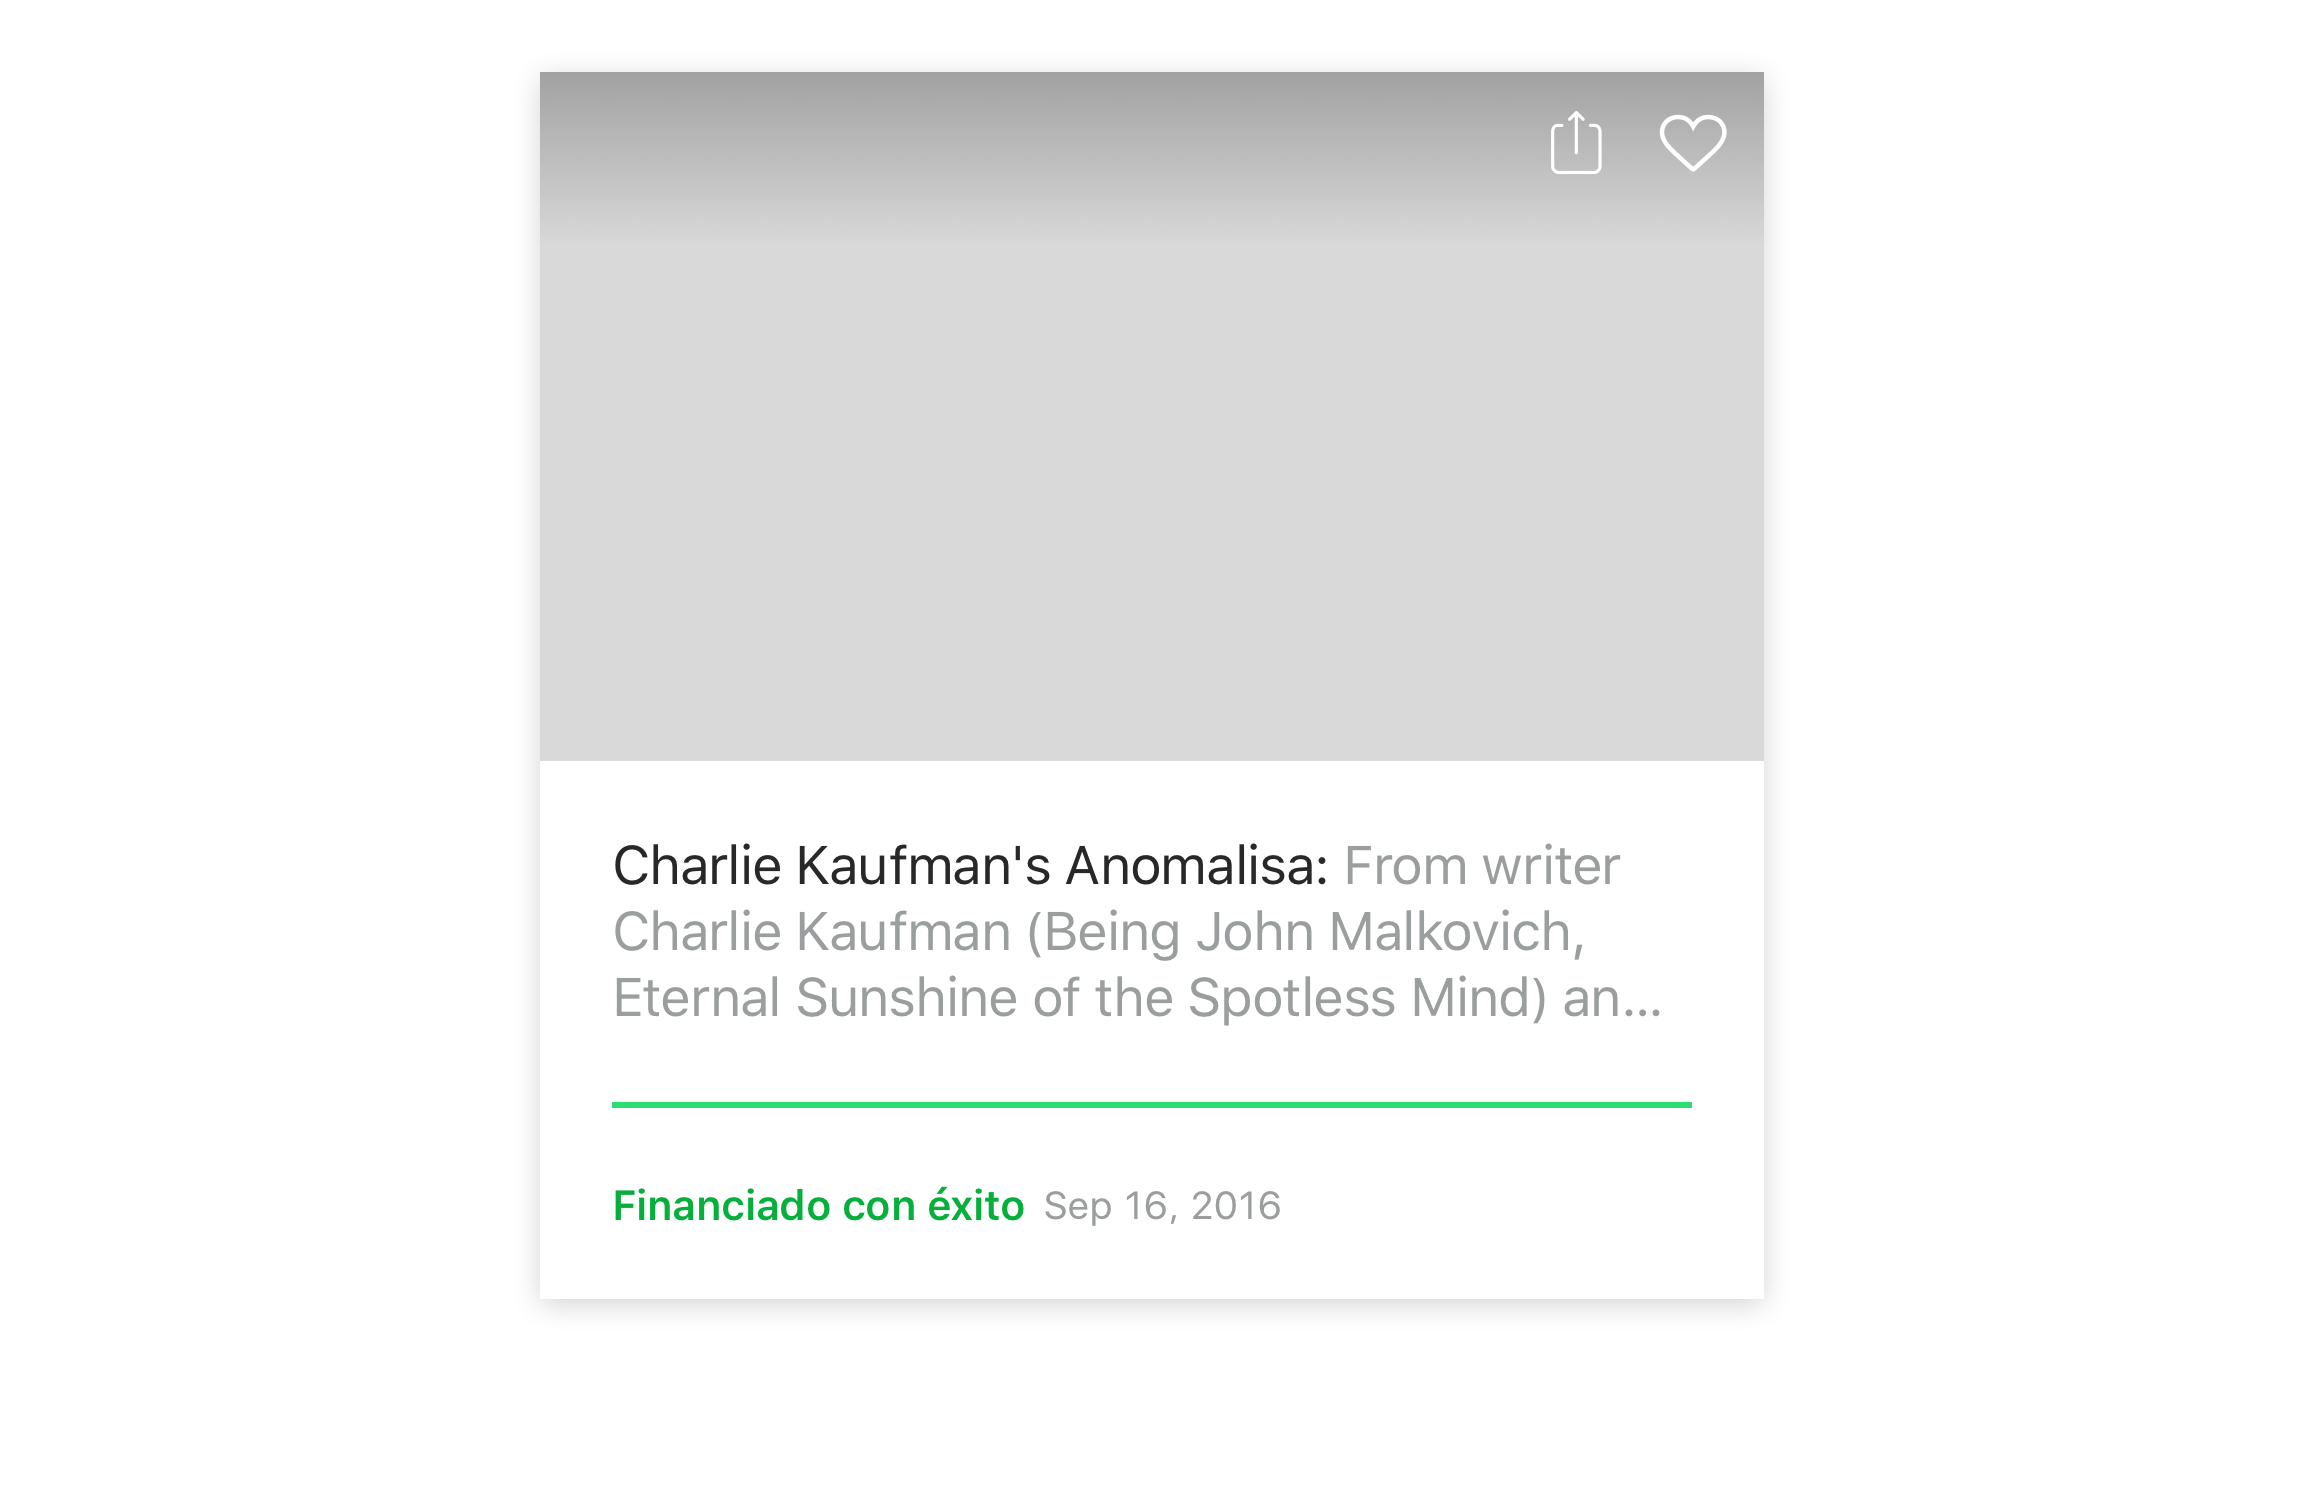 Charlie Kaufman's Anomalisa: From writer
Charlie Kaufman (Being John Malkovich,
Eternal Sunshine of the Spotless Mind) an...
Financiado con éxito Sep 16, 2016